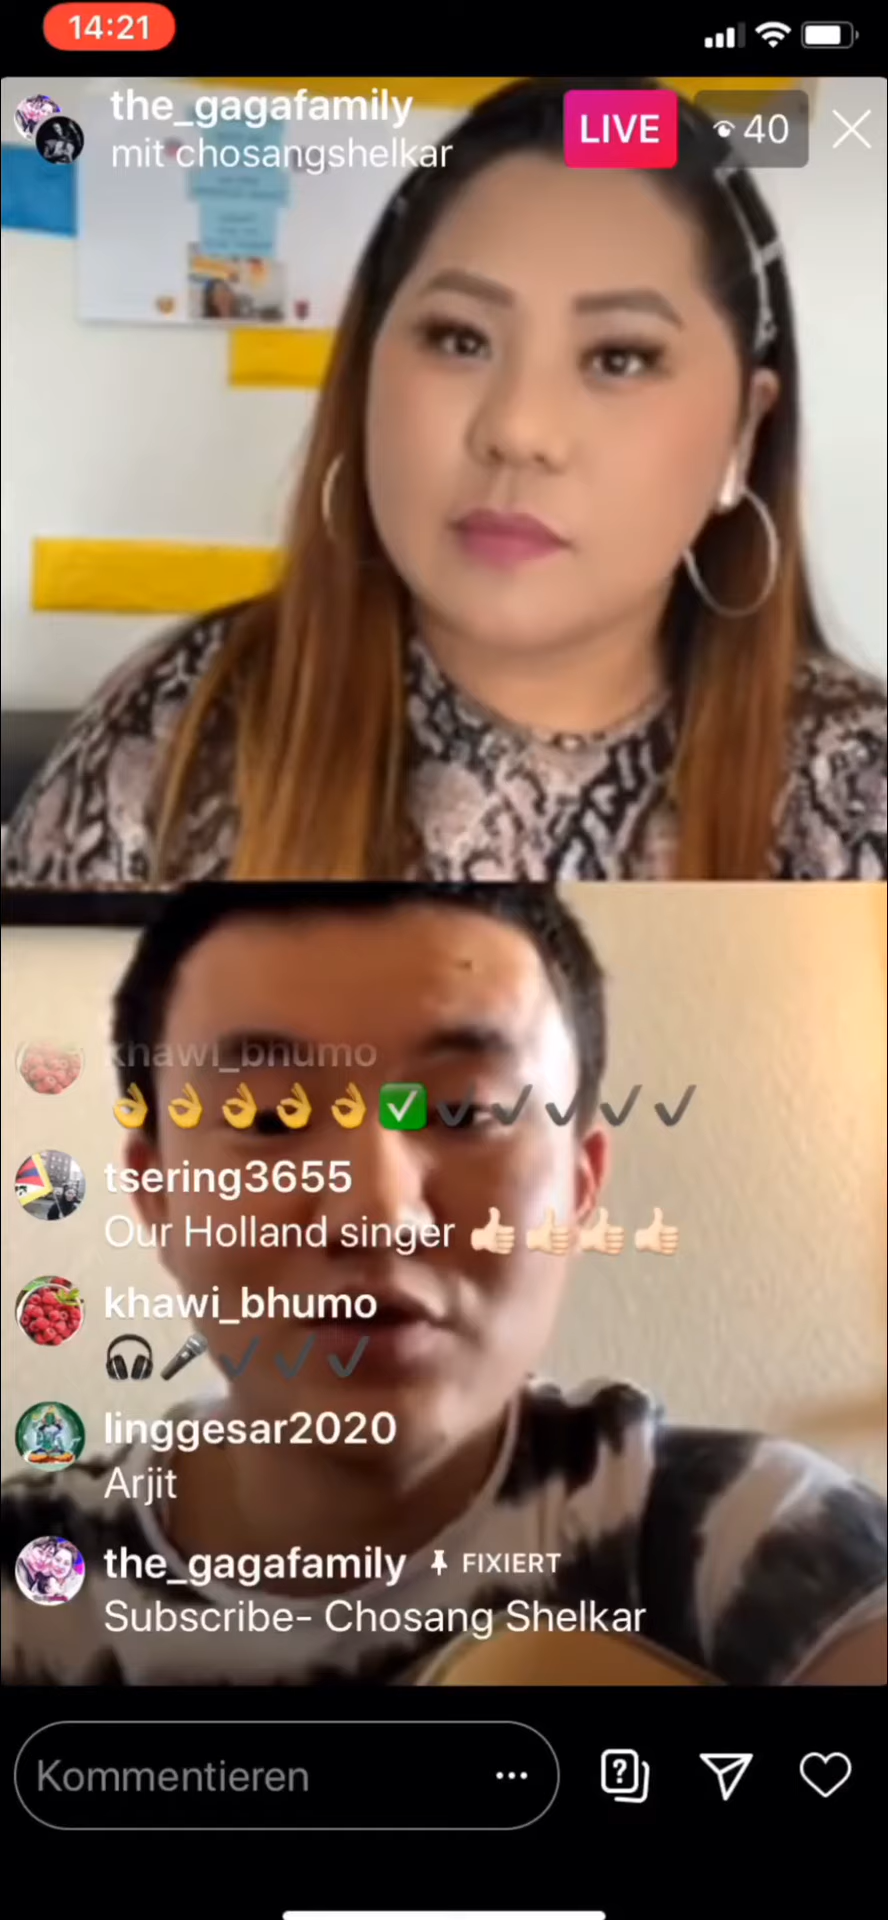 14:21
the_gagafamily
mit chosangshelkar
LIVE
40
khawi_bhumo
👌👌👌👌👌✅✔✔✔✔✔
tsering3655
Our Holland singer 👍🏻👍🏻👍🏻👍🏻
khawi_bhumo
🎧🎤✔✔✔
linggesar2020
Arjit
the_gagafamily FIXIERT
Subscribe- Chosang Shelkar
Kommentieren